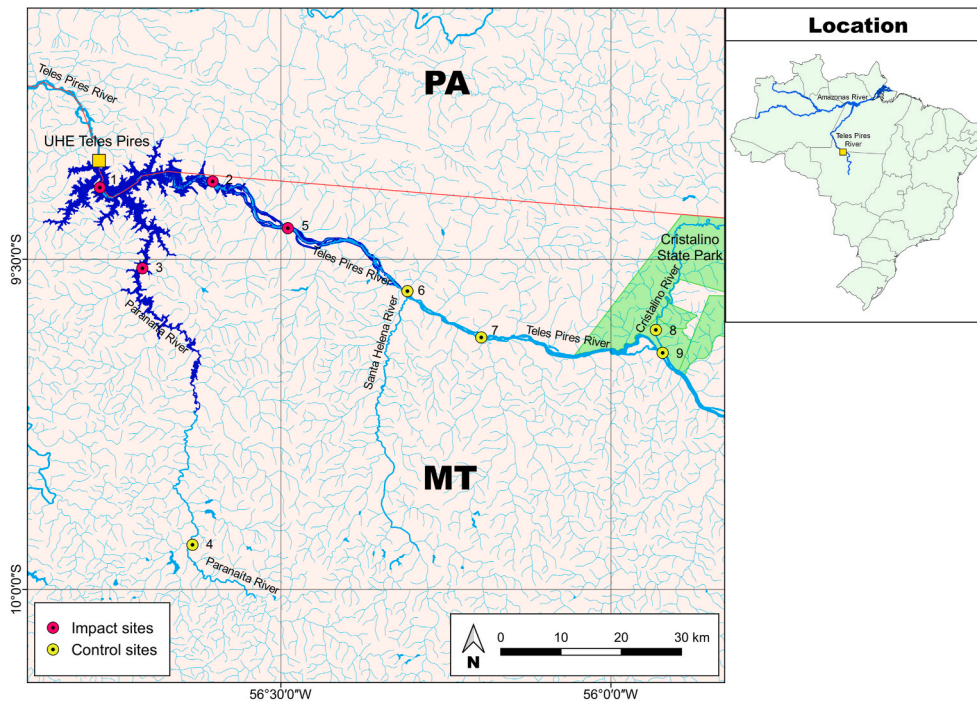 Location
Amazonas River
Teles Pires
River
PA
Teles Pires River
UHE Teles Pires
1
2
5
3
Teles Pires River
Cristalino
State Park
Cristalino River
6
7
Teles Pires River
8
9
Paranaíta River
Santa Helena River
MT
4
Paranaíta River
9°30'0"S
10°0'0"S
Impact sites
Control sites
N
0 10 20 30 km
56°30'0"W
56°0'0"W